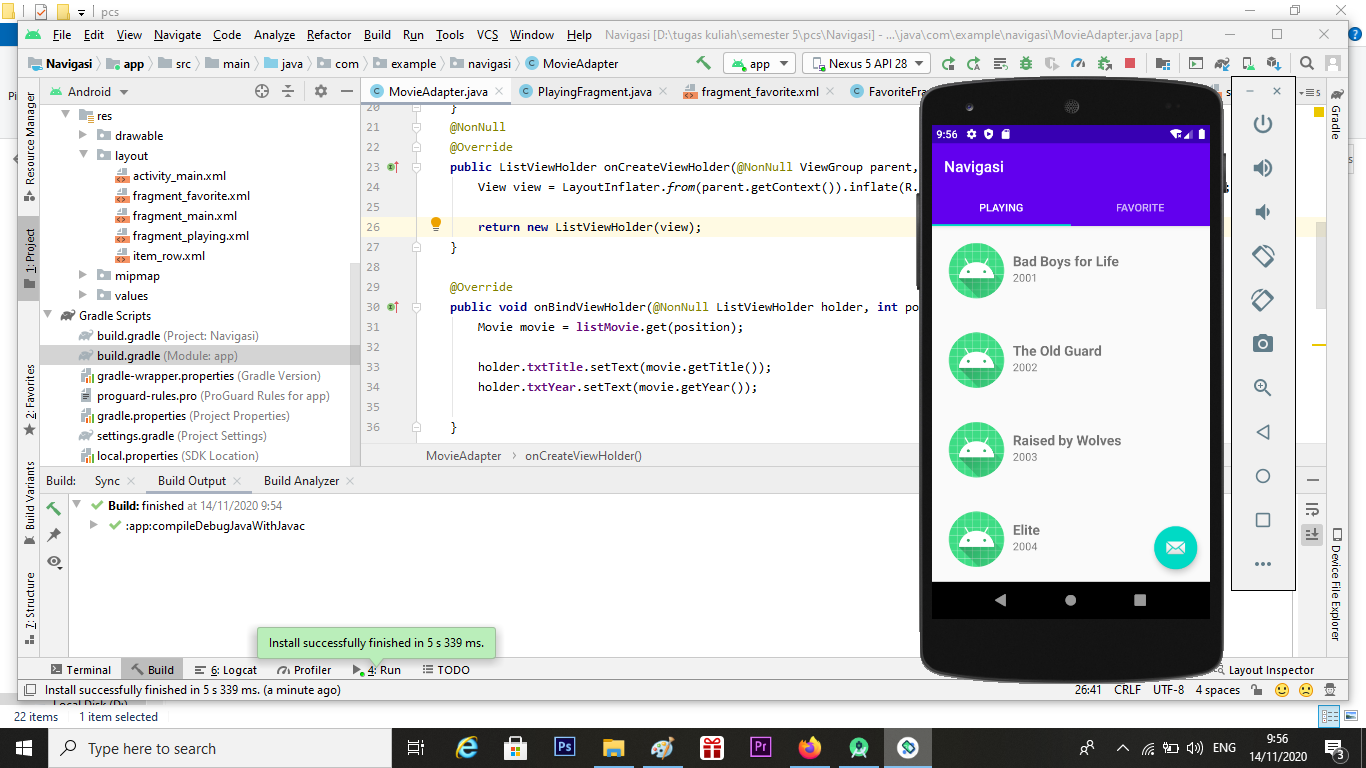 pcs
File Edit View Navigate Code Analyze Refactor Build Run Tools VCS Window Help Navigasi [D:\tugas kuliah\semester 5\pcs\Navigasi] - ...\java\com\example\navigasi\MovieAdapter.java [app]
Navigasi app src main java com example navigasi MovieAdapter app Nexus 5 API 28
Android
MovieAdapter.java PlayingFragment.java fragment_favorite.xml FavoriteFra
Resource Manager
1: Project
2: Favorites
Build Variants
7: Structure
res
drawable
layout
activity_main.xml
fragment_favorite.xml
fragment_main.xml
fragment_playing.xml
item_row.xml
mipmap
values
Gradle Scripts
build.gradle (Project: Navigasi)
build.gradle (Module: app)
gradle-wrapper.properties (Gradle Version)
proguard-rules.pro (ProGuard Rules for app)
gradle.properties (Project Properties)
settings.gradle (Project Settings)
local.properties (SDK Location)
20 }
21 @NonNull
22 @Override
23 public ListViewHolder onCreateViewHolder(@NonNull ViewGroup parent,
24 View view = LayoutInflater.from(parent.getContext()).inflate(R.
25
26 return new ListViewHolder(view);
27 }
28
29 @Override
30 public void onBindViewHolder(@NonNull ListViewHolder holder, int po
31 Movie movie = listMovie.get(position);
32
33 holder.txtTitle.setText(movie.getTitle());
34 holder.txtYear.setText(movie.getYear());
35
36 }
MovieAdapter onCreateViewHolder()
9:56
Navigasi
PLAYING FAVORITE
Bad Boys for Life
2001
The Old Guard
2002
Raised by Wolves
2003
Elite
2004
Gradle
Device File Explorer
Build: Sync Build Output Build Analyzer
Build: finished at 14/11/2020 9:54
:app:compileDebugJavaWithJavac
Install successfully finished in 5 s 339 ms.
Terminal Build 6: Logcat Profiler 4: Run TODO Layout Inspector
Install successfully finished in 5 s 339 ms. (a minute ago) 26:41 CRLF UTF-8 4 spaces
22 items 1 item selected
Type here to search
Ps
Pr
ENG
9:56
14/11/2020
3